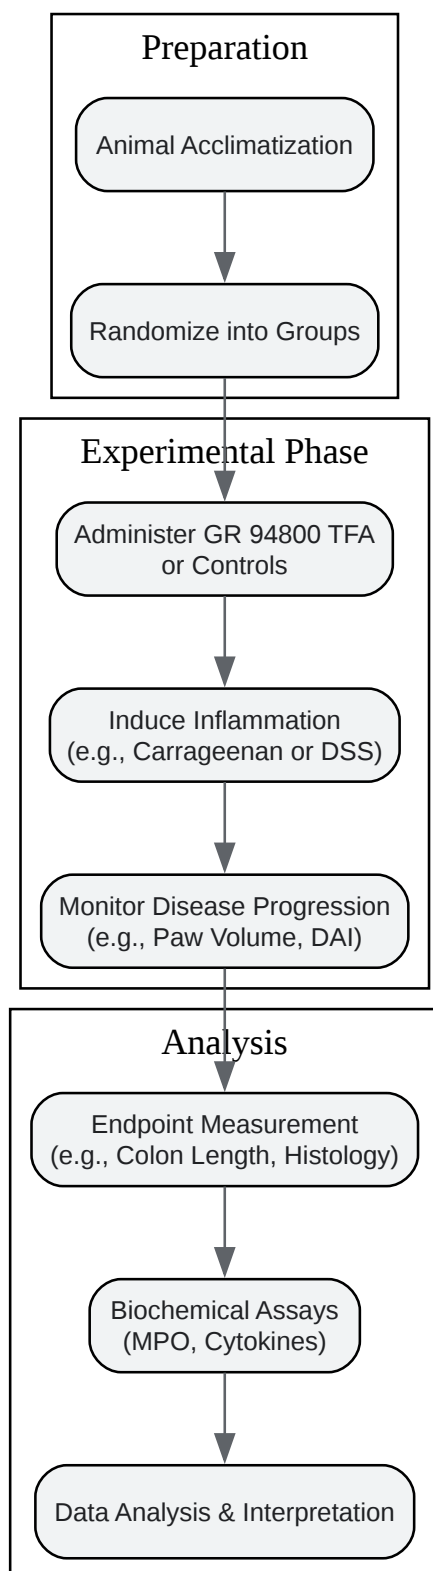 Preparation
Animal Acclimatization
Randomize into Groups
Experimental Phase
Administer GR 94800 TFA
or Controls
Induce Inflammation
(e.g., Carrageenan or DSS)
Monitor Disease Progression
(e.g., Paw Volume, DAI)
Analysis
Endpoint Measurement
(e.g., Colon Length, Histology)
Biochemical Assays
(MPO, Cytokines)
Data Analysis & Interpretation